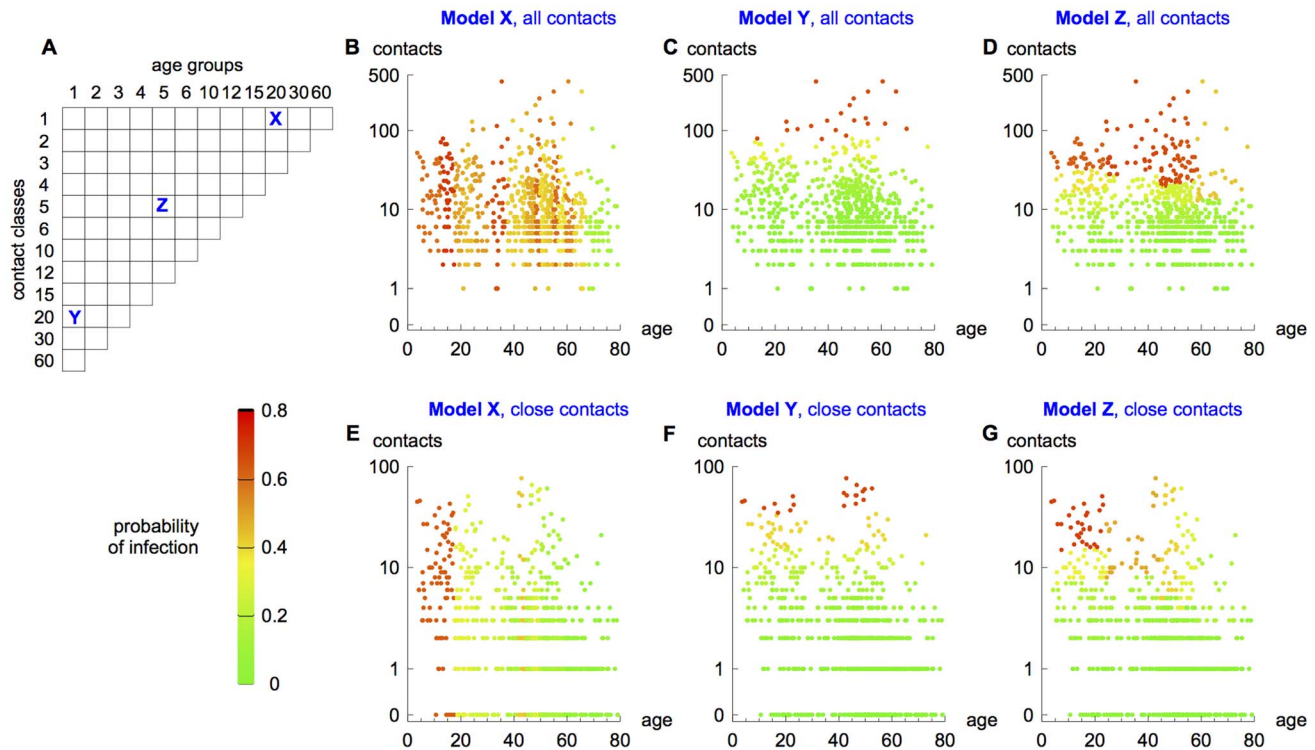 Model X, all contacts
Model Y, all contacts
Model Z, all contacts
A
age groups
1 2 3 4 5 6 10 12 15 20 30 60
contact classes
1 X
2
3
4
5 Z
6
10
12
15
20 Y
30
60
B contacts
500
100
10
1
0
0 20 40 60 80
age
C contacts
500
100
10
1
0
0 20 40 60 80
age
D contacts
500
100
10
1
0
0 20 40 60 80
age
probability
of infection
0.8
0.6
0.4
0.2
0
Model X, close contacts
Model Y, close contacts
Model Z, close contacts
E contacts
100
10
1
0
0 20 40 60 80
age
F contacts
100
10
1
0
0 20 40 60 80
age
G contacts
100
10
1
0
0 20 40 60 80
age